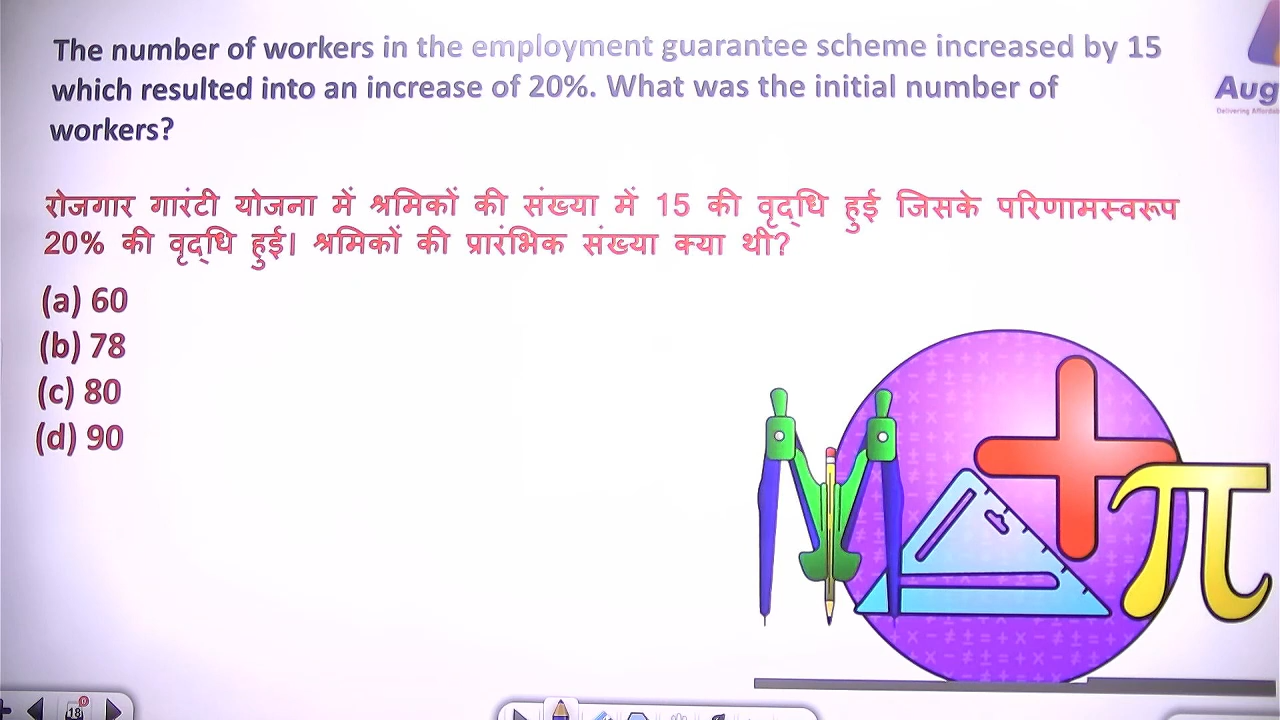 The number of workers in the employment guarantee scheme increased by 15
which resulted into an increase of 20%. What was the initial number of
workers?
रोजगार गारंटी योजना में श्रमिकों की संख्या में 15 की वृद्धि हुई जिसके परिणामस्वरूप
20% की वृद्धि हुई। श्रमिकों की प्रारंभिक संख्या क्या थी?
(a) 60
(b) 78
(c) 80
(d) 90
Aug
Delivering
18